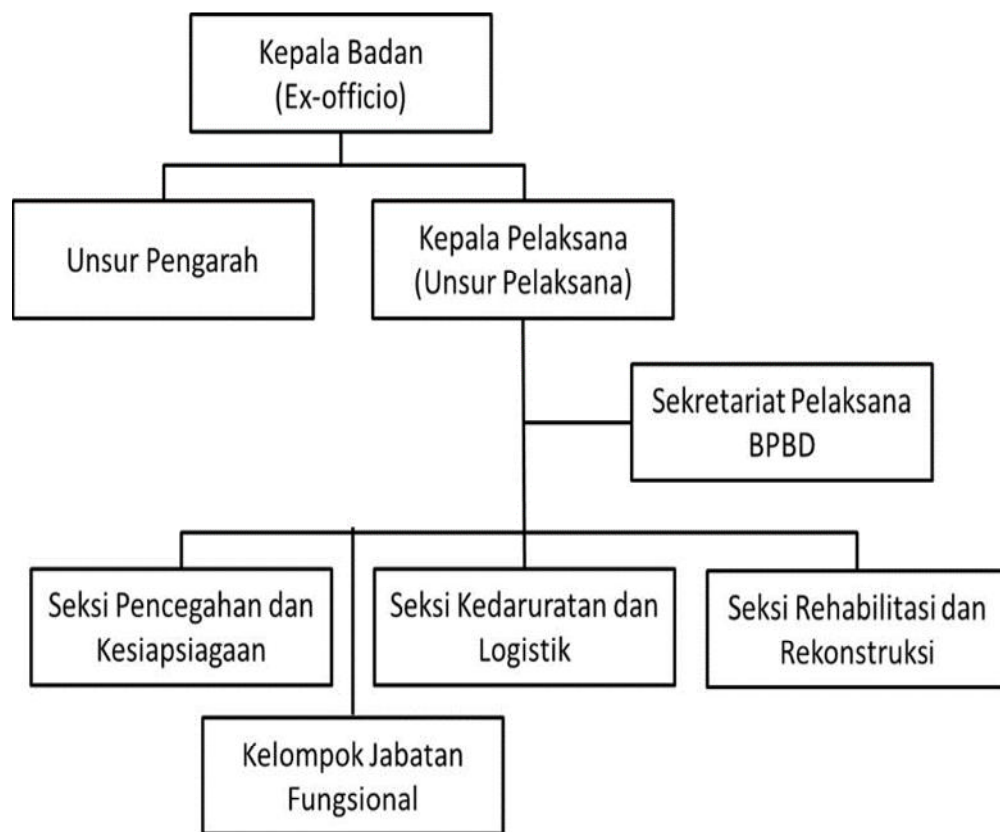 Kepala Badan
(Ex-officio)
Unsur Pengarah
Kepala Pelaksana
(Unsur Pelaksana)
Sekretariat Pelaksana
BPBD
Seksi Pencegahan dan
Kesiapsiagaan
Seksi Kedaruratan dan
Logistik
Seksi Rehabilitasi dan
Rekonstruksi
Kelompok Jabatan
Fungsional